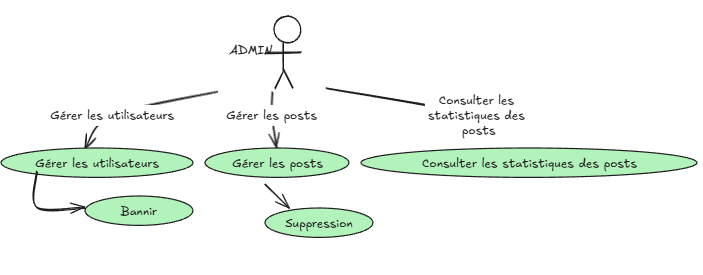 ADMIN
Gérer les utilisateurs
Gérer les posts
Consulter les
statistiques des
posts
Gérer les utilisateurs
Gérer les posts
Consulter les statistiques des posts
Bannir
Suppression